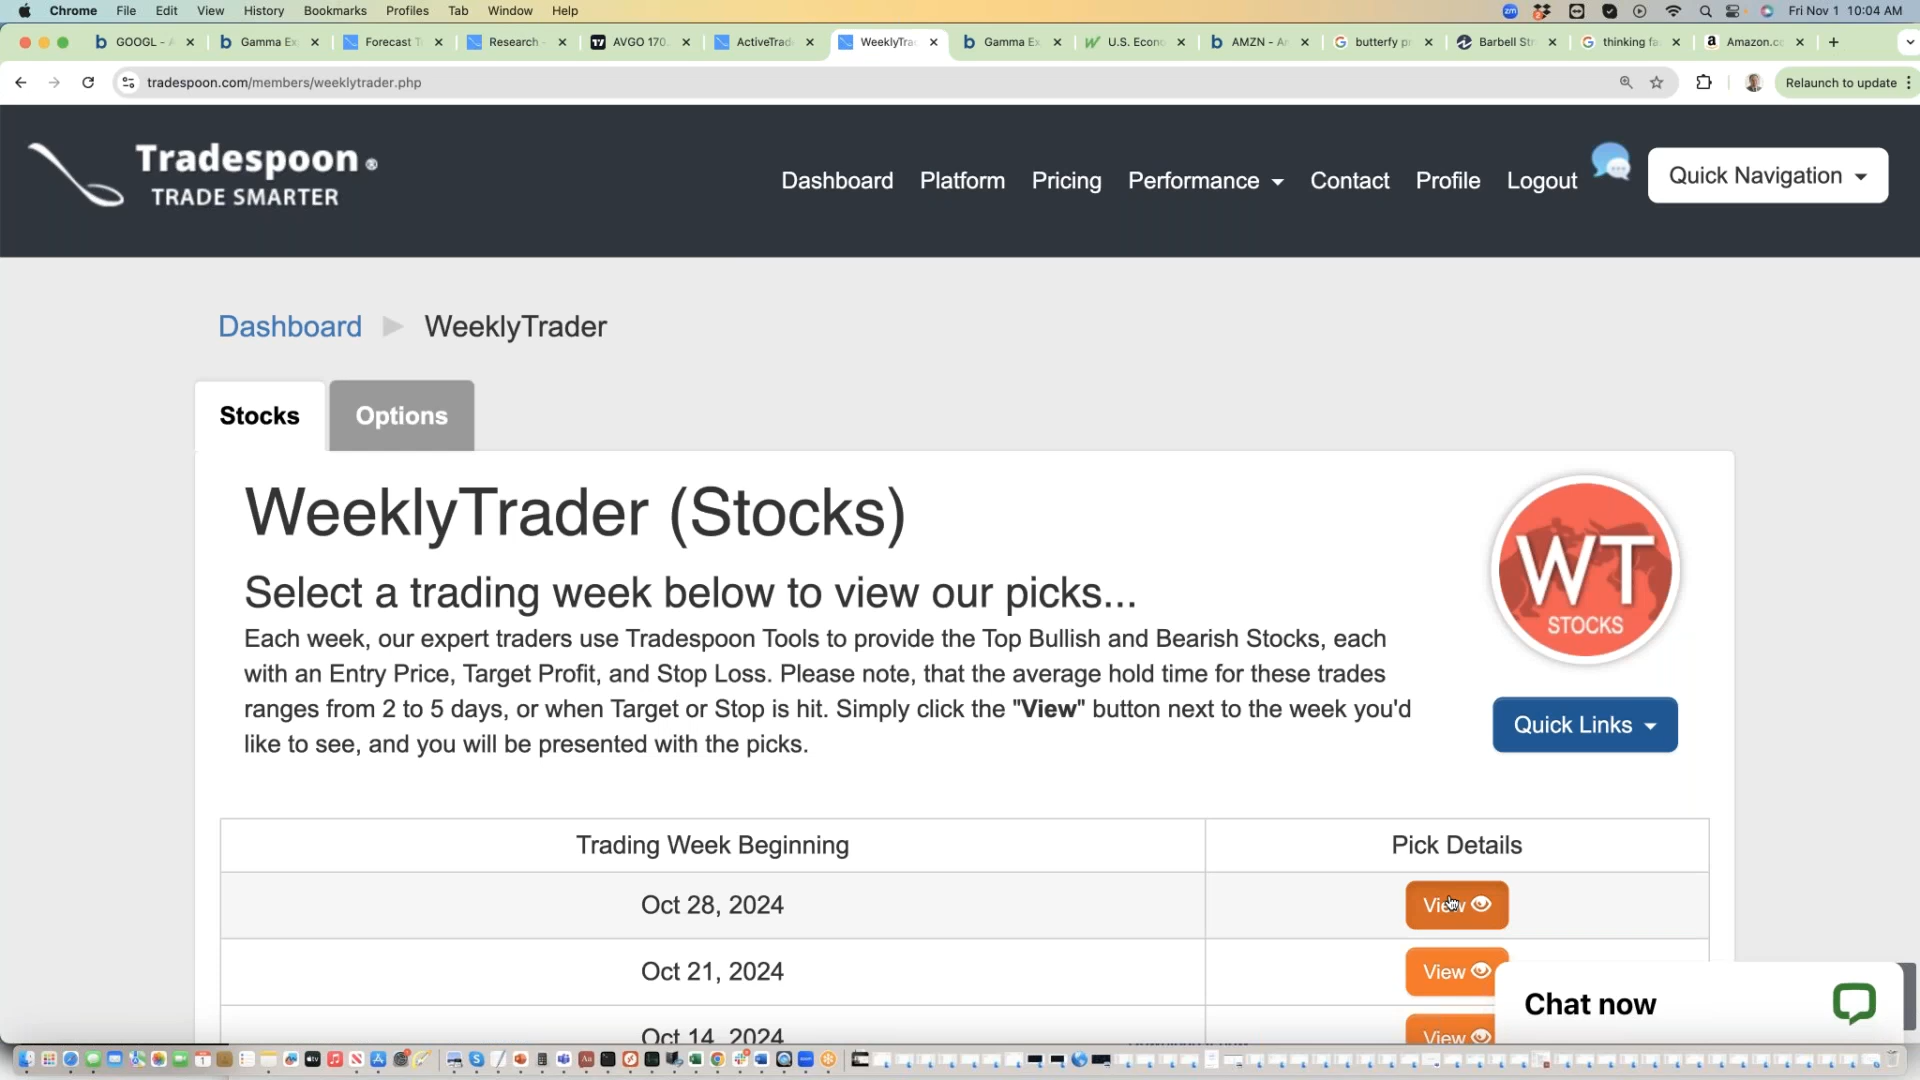 Chrome File Edit View History Bookmarks Profiles Tab Window Help
zm
Fri Nov 1 10:04 AM
GOOGL - Gamma Ex Forecast T Research - AVGO 170. ActiveTrad WeeklyTra Gamma Ex U.S. Econ AMZN - A butterfy p Barbell Str thinking fa Amazon.c
tradespoon.com/members/weeklytrader.php
Relaunch to update
Tradespoon®
TRADE SMARTER
Dashboard Platform Pricing Performance Contact Profile Logout
Quick Navigation
Dashboard WeeklyTrader
Stocks Options
WeeklyTrader (Stocks)
Select a trading week below to view our picks...
Each week, our expert traders use Tradespoon Tools to provide the Top Bullish and Bearish Stocks, each
with an Entry Price, Target Profit, and Stop Loss. Please note, that the average hold time for these trades
ranges from 2 to 5 days, or when Target or Stop is hit. Simply click the "View" button next to the week you'd
like to see, and you will be presented with the picks.
WT
STOCKS
Quick Links
Trading Week Beginning Pick Details
Oct 28, 2024 View
Oct 21, 2024 View
Oct 14, 2024 View
Chat now